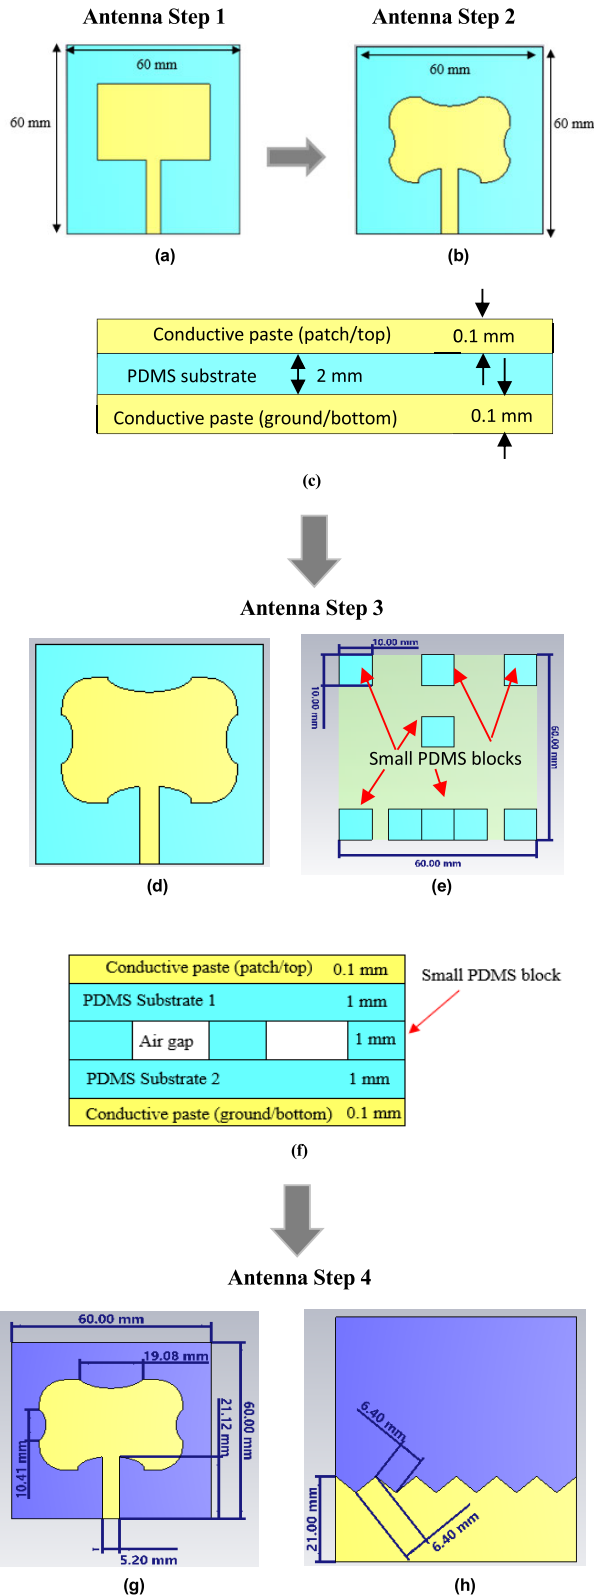 Antenna Step 1
Antenna Step 2
60 mm
60 mm
60 mm
60 mm
(a)
(b)
Conductive paste (patch/top)
0.1 mm
PDMS substrate
2 mm
Conductive paste (ground/bottom)
0.1 mm
(c)
Antenna Step 3
10.00 mm
10.00 mm
Small PDMS blocks
60.00 mm
60.00 mm
(d)
(e)
Conductive paste (patch/top) 0.1 mm
PDMS Substrate 1 1 mm
Small PDMS block
Air gap
1 mm
PDMS Substrate 2 1 mm
Conductive paste (ground/bottom) 0.1 mm
(f)
Antenna Step 4
60.00 mm
19.08 mm
21.12 mm
60.00 mm
10.41 mm
5.20 mm
6.40 mm
21.00 mm
6.40 mm
(g)
(h)